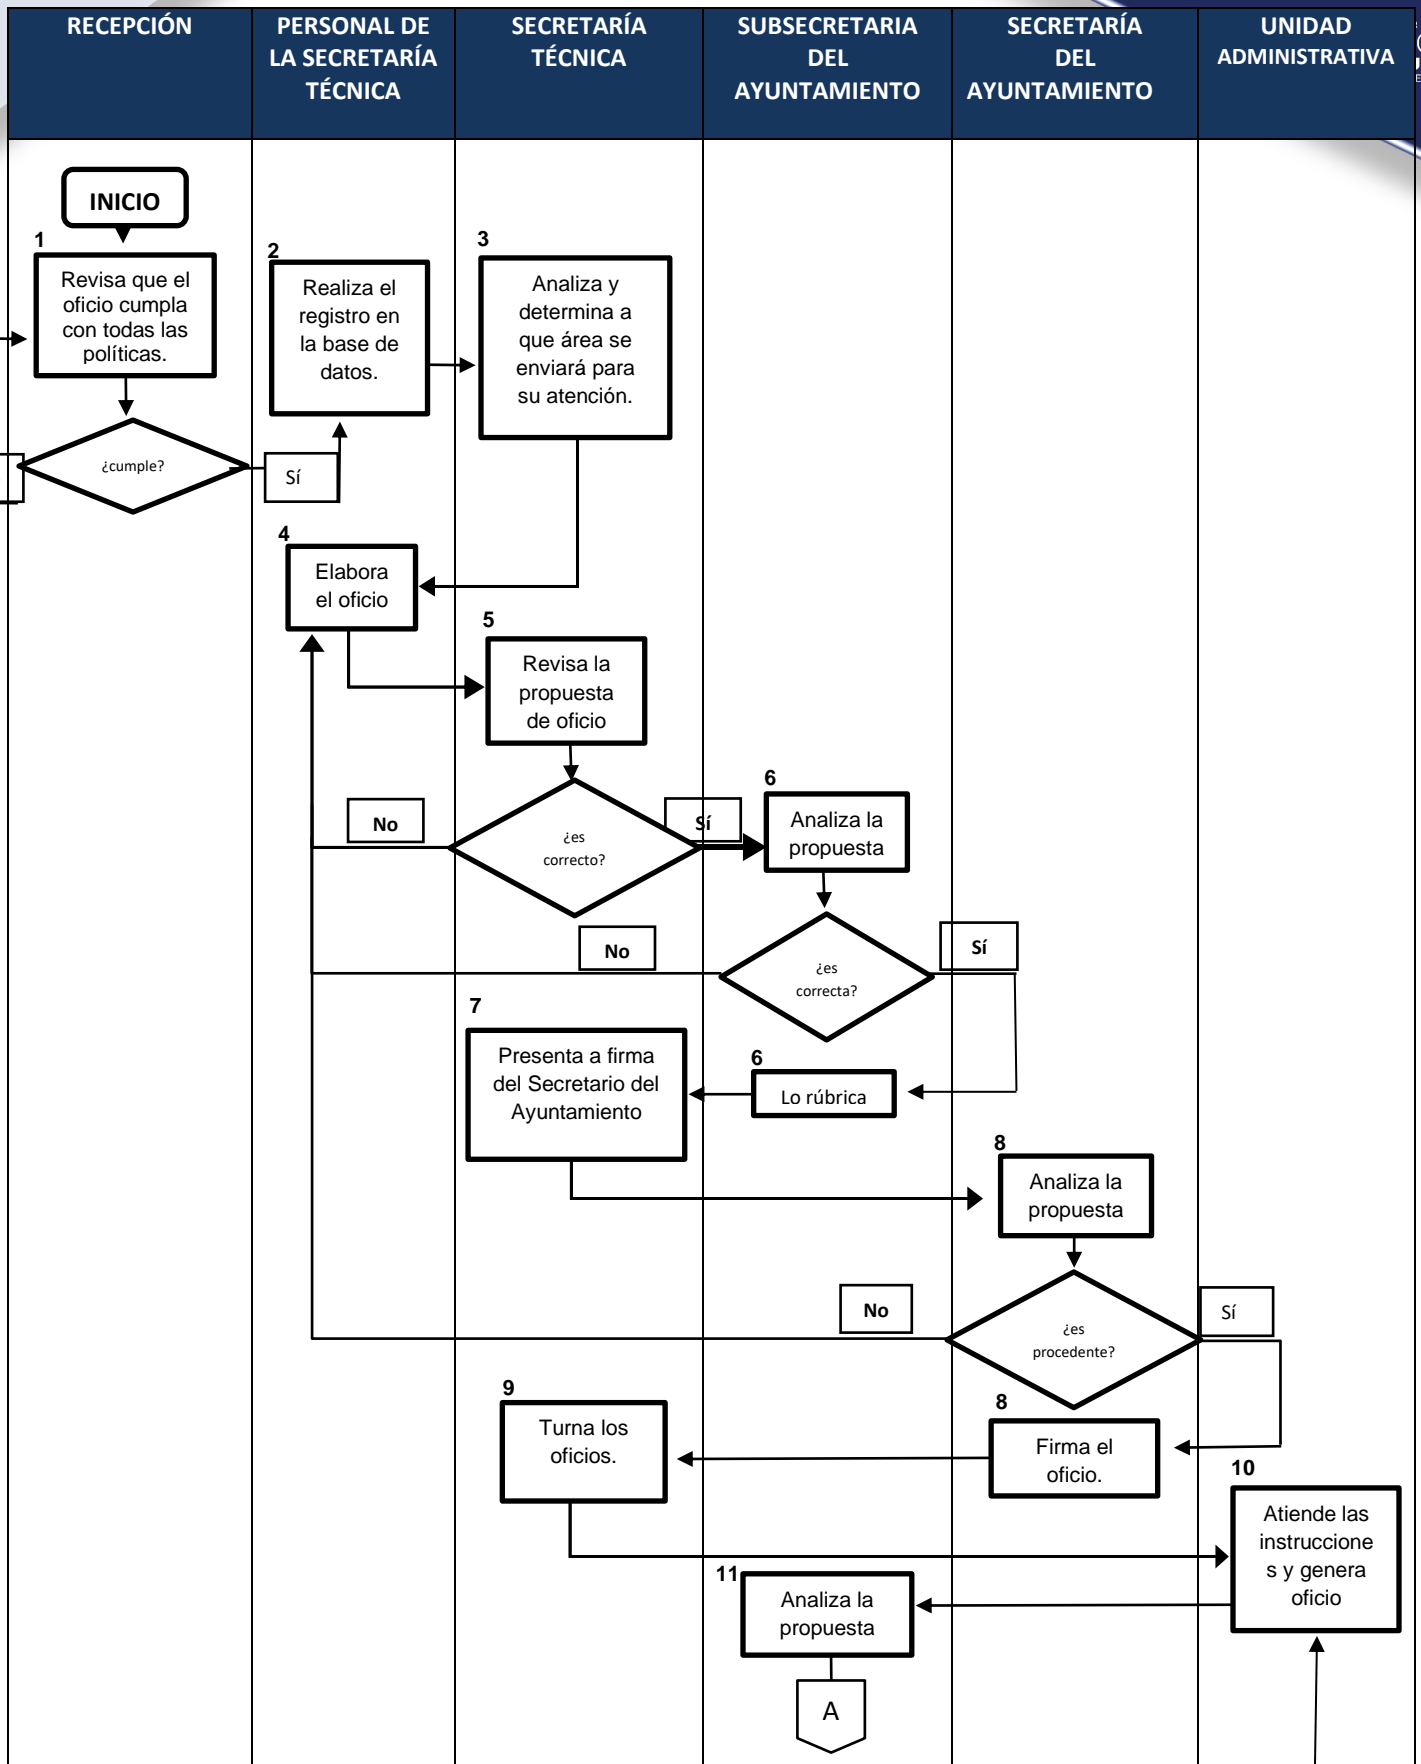 RECEPCIÓN
PERSONAL DE
LA SECRETARÍA
TÉCNICA
SECRETARÍA
TÉCNICA
SUBSECRETARIA
DEL
AYUNTAMIENTO
SECRETARÍA
DEL
AYUNTAMIENTO
UNIDAD
ADMINISTRATIVA
INICIO
1
Revisa que el
oficio cumpla
con todas las
políticas.
2
Realiza el
registro en
la base de
datos.
3
Analiza y
determina a
que área se
enviará para
su atención.
¿cumple?
Sí
4
Elabora
el oficio
5
Revisa la
propuesta
de oficio
No
¿es
correcto?
Sí
6
Analiza la
propuesta
No
¿es
correcta?
Sí
7
Presenta a firma
del Secretario del
Ayuntamiento
6
Lo rúbrica
8
Analiza la
propuesta
No
¿es
procedente?
Sí
9
Turna los
oficios.
8
Firma el
oficio.
10
Atiende las
instruccione
s y genera
oficio
11
Analiza la
propuesta
A